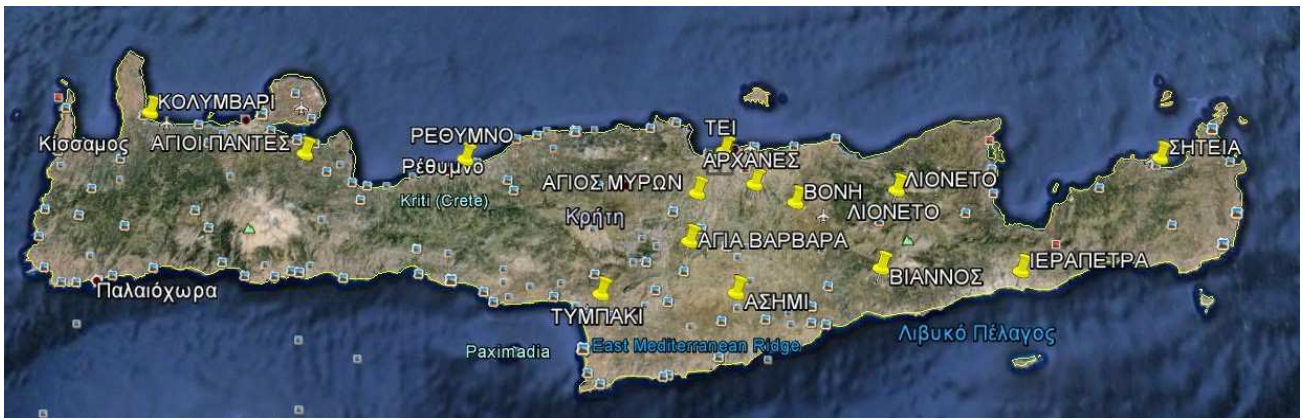 ΚΟΛΥΜΒΑΡΙ
Κίσσαμος
ΑΓΙΟΙ ΠΑΝΤΕΣ
ΡΕΘΥΜΝΟ
Ρέθυμνο
Kriti (Crete)
ΤΕΙ
ΑΡΧΑΝΕΣ
ΑΓΙΟΣ ΜΥΡΩΝ
ΒΟΝΗ
ΛΙΟΝΕΤΟ
ΛΙΟΝΕΤΟ
ΣΗΤΕΙΑ
Κρήτη
ΑΓΙΑ ΒΑΡΒΑΡΑ
ΒΙΑΝΝΟΣ
ΙΕΡΑΠΕΤΡΑ
Παλαιόχωρα
ΤΥΜΠΑΚΙ
ΑΣΗΜΙ
Λιβυκό Πέλαγος
Paximadia
East Mediterranean Ridge